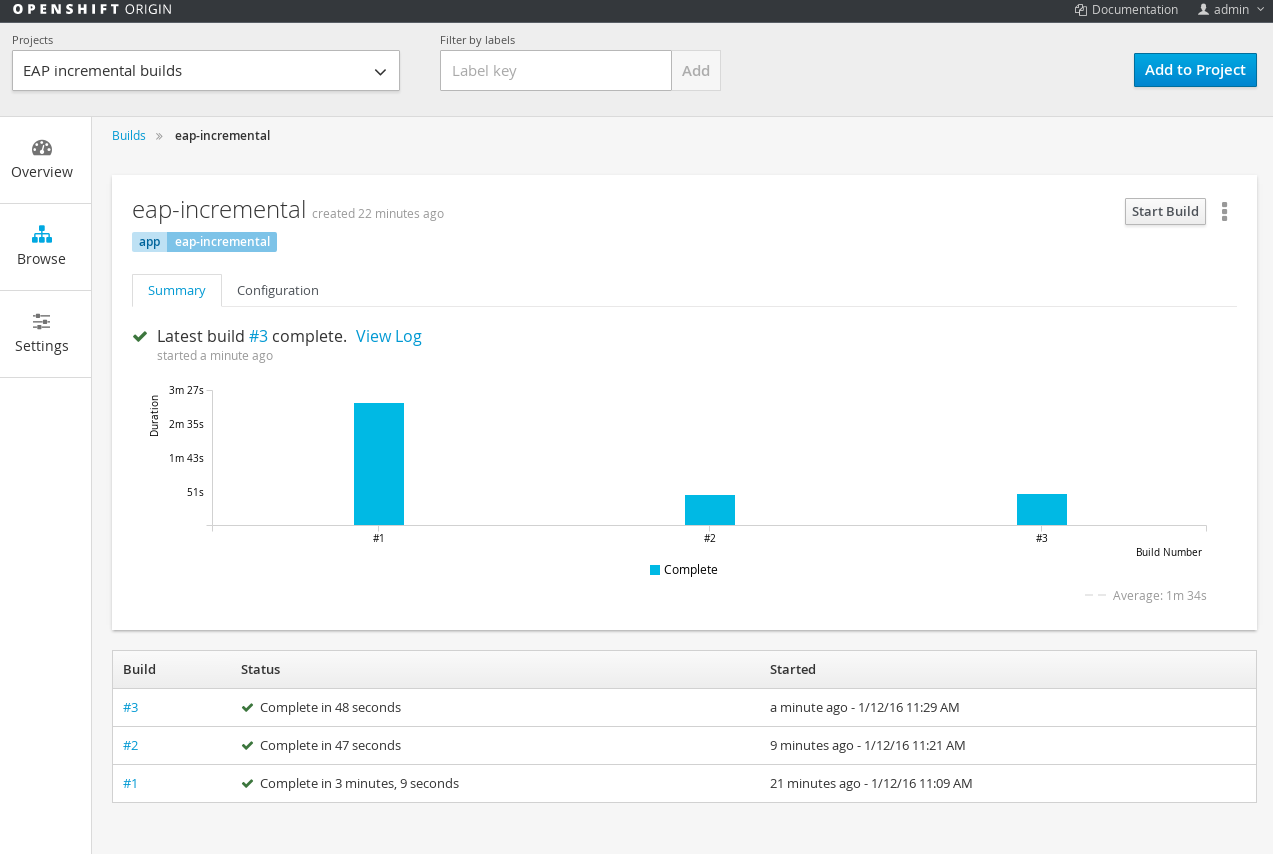 OPENSHIFT ORIGIN
Documentation
admin
Projects
Filter by labels
EAP incremental builds
Label key
Add
Add to Project
Overview
Browse
Settings
Builds » eap-incremental
eap-incremental created 22 minutes ago
Start Build
app eap-incremental
Summary
Configuration
Latest build #3 complete. View Log
started a minute ago
Duration
3m 27s
2m 35s
1m 43s
51s
#1
#2
#3
Build Number
Complete
Average: 1m 34s
Build Status Started
#3 Complete in 48 seconds a minute ago - 1/12/16 11:29 AM
#2 Complete in 47 seconds 9 minutes ago - 1/12/16 11:21 AM
#1 Complete in 3 minutes, 9 seconds 21 minutes ago - 1/12/16 11:09 AM